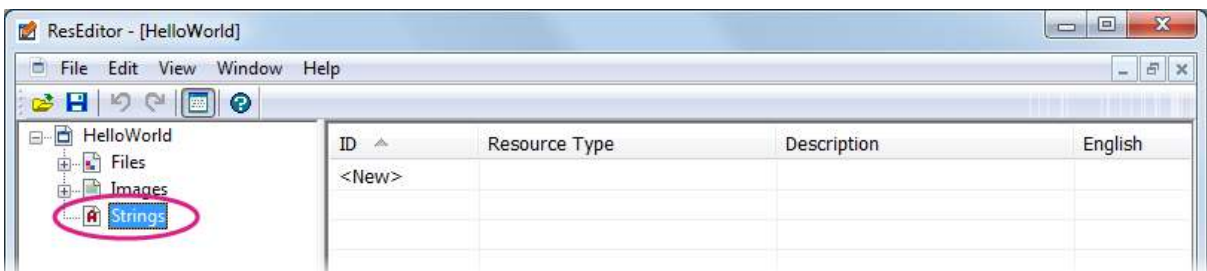 ResEditor - [HelloWorld]
File Edit View Window Help
HelloWorld
Files
Images
Strings
ID Resource Type Description English
<New>